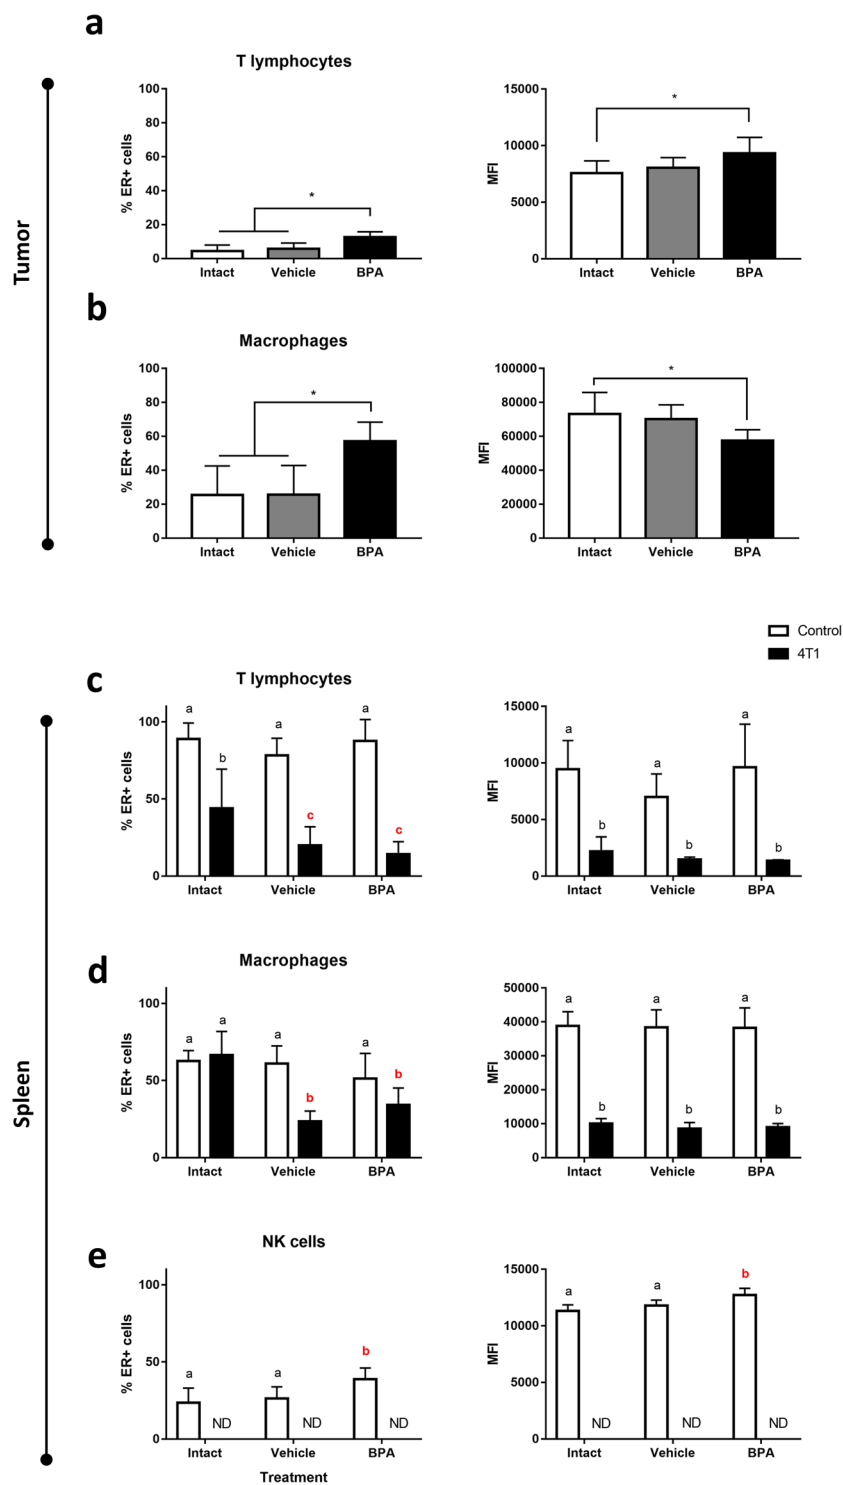 a
T lymphocytes
% ER+ cells
100
80
60
40
20
0
*
Intact Vehicle BPA
MFI
15000
10000
5000
0
*
Intact Vehicle BPA
Tumor
b
Macrophages
% ER+ cells
100
80
60
40
20
0
*
Intact Vehicle BPA
MFI
100000
80000
60000
40000
20000
0
*
Intact Vehicle BPA
Control
4T1
c
T lymphocytes
% ER+ cells
100
50
0
a b a c a c
Intact Vehicle BPA
MFI
15000
10000
5000
0
a b a b a b
Intact Vehicle BPA
Spleen
d
Macrophages
% ER+ cells
100
50
0
a a a b a b
Intact Vehicle BPA
MFI
50000
40000
30000
20000
10000
0
a b a b a b
Intact Vehicle BPA
e
NK cells
% ER+ cells
100
50
0
a ND a ND b ND
Intact Vehicle BPA
Treatment
MFI
15000
10000
5000
0
a ND a ND b ND
Intact Vehicle BPA